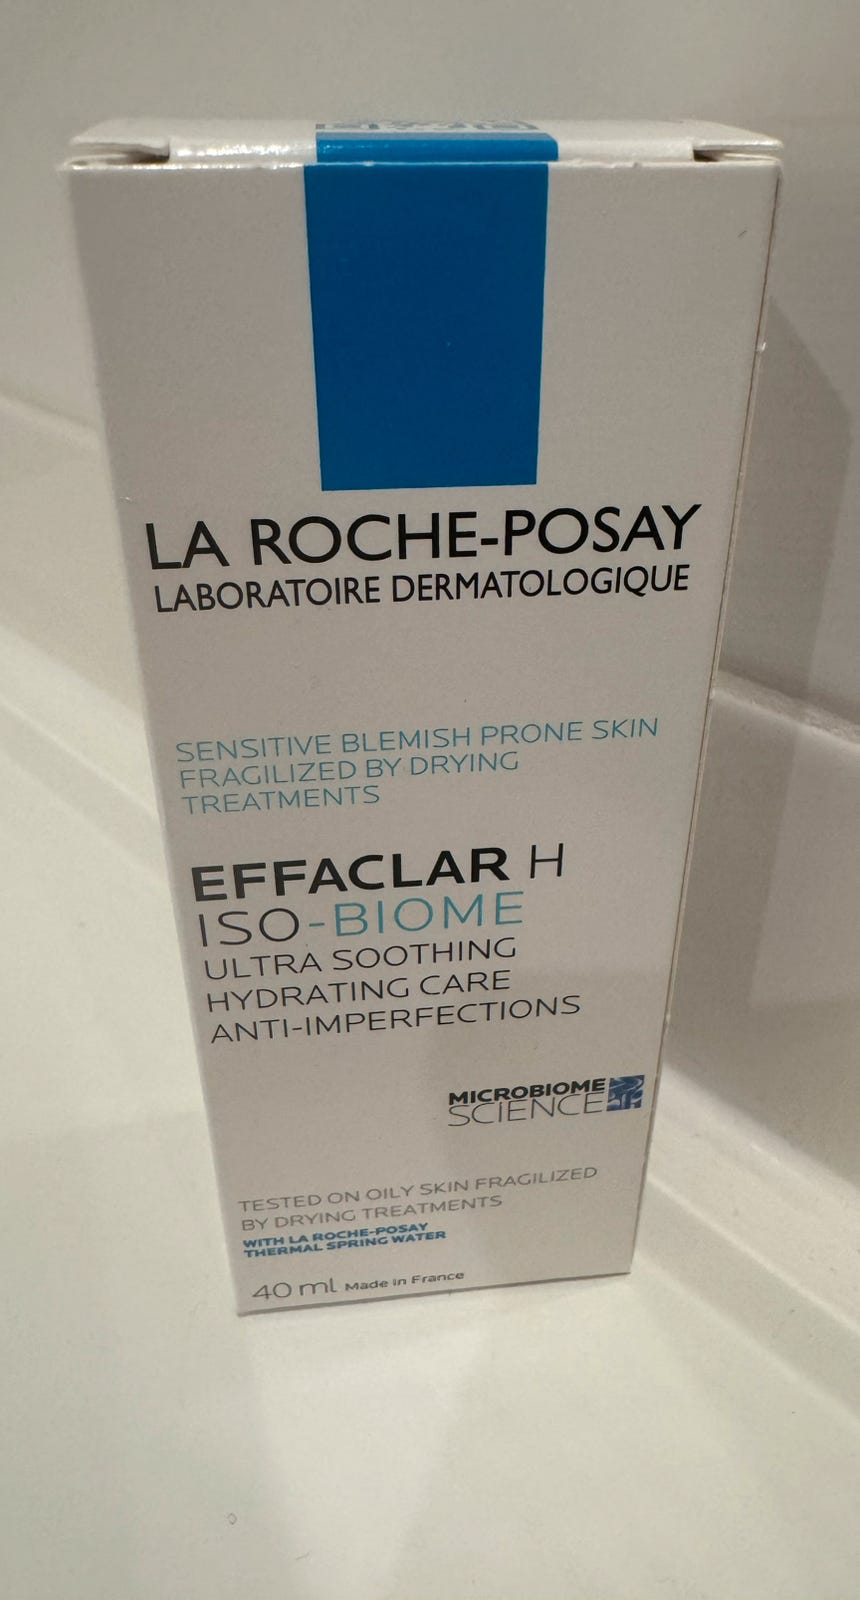 LA ROCHE-POSAY
LABORATOIRE DERMATOLOGIQUE
SENSITIVE BLEMISH PRONE SKIN
FRAGILIZED BY DRYING
TREATMENTS
EFFACLAR H
ISO-BIOME
ULTRA SOOTHING
HYDRATING CARE
ANTI-IMPERFECTIONS
MICROBIOME
SCIENCE
TESTED ON OILY SKIN FRAGILIZED
BY DRYING TREATMENTS
WITH LA ROCHE-POSAY
THERMAL SPRING WATER
40 ml Made in France